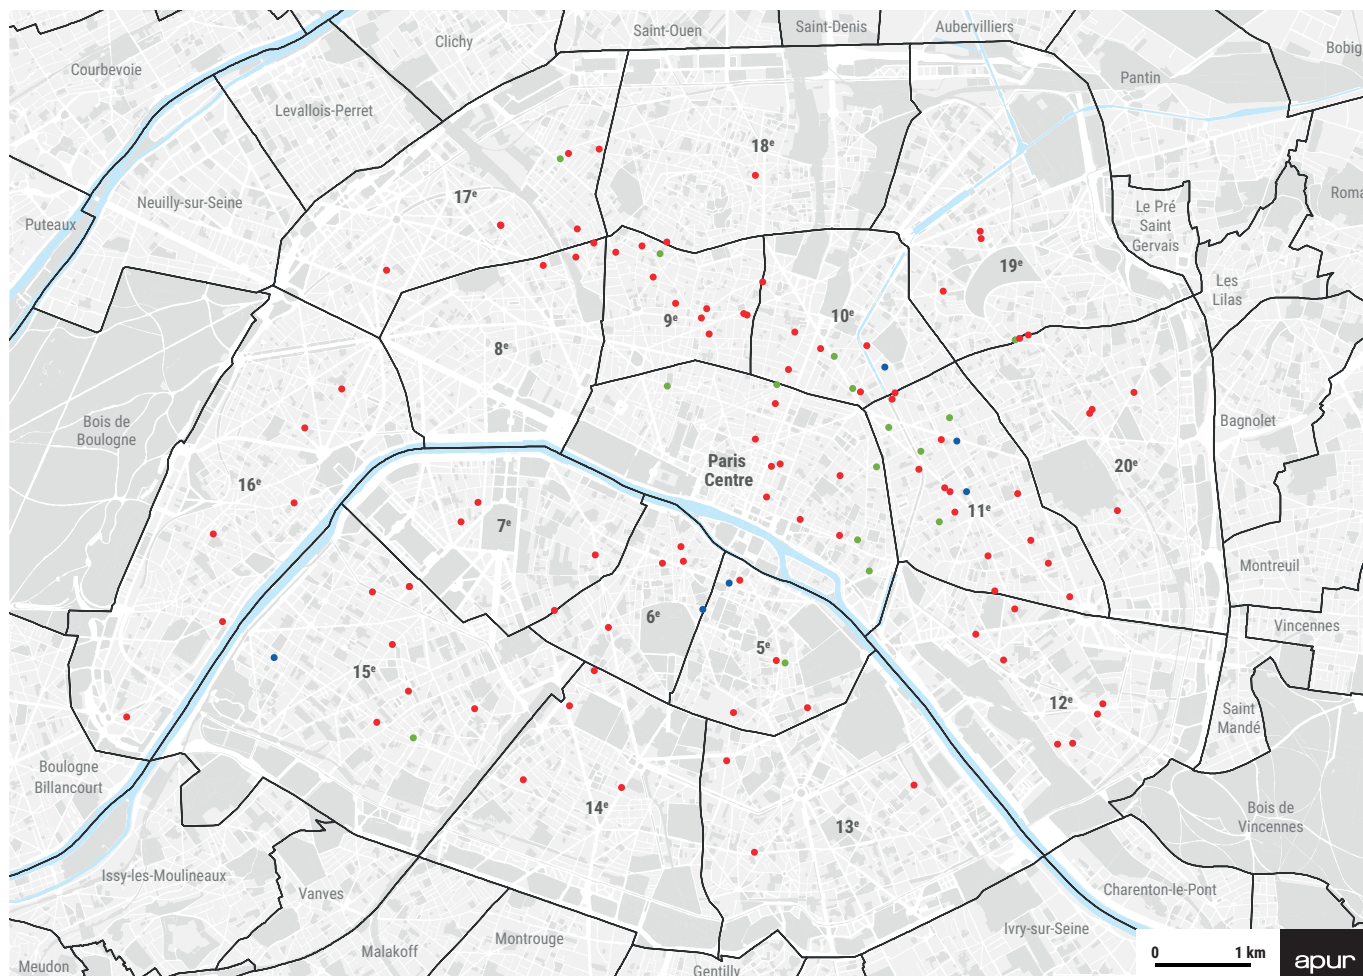 Saint-Ouen
Saint-Denis
Aubervilliers
Clichy
Bobig
Courbevoie
Pantin
Levallois-Perret
18e
17e
Neuilly-sur-Seine
Roma
Puteaux
Le Pré
Saint
Gervais
19e
Les
Lilas
10e
9e
8e
Bois de
Boulogne
Bagnolet
Paris
Centre
20e
16e
11e
7e
Montreuil
6e
Vincennes
5e
15e
12e
Saint
Mandé
Boulogne
Billancourt
14e
Bois de
Vincennes
13e
Issy-les-Moulineaux
Vanves
Charenton-le-Pont
Ivry-sur-Seine
Montrouge
Malakoff
Meudon
Gentilly
0 1 km
apur